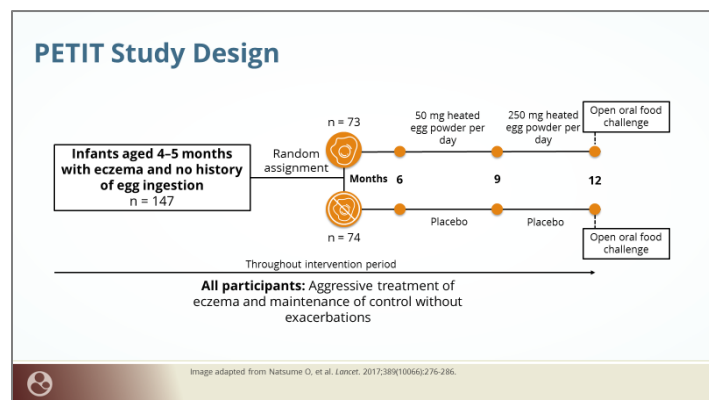 PETIT Study Design
Infants aged 4–5 months
with eczema and no history
of egg ingestion
n = 147
Random
assignment
n = 73
n = 74
50 mg heated
egg powder per
day
250 mg heated
egg powder per
day
Open oral food
challenge
Months 6 9 12
Placebo
Placebo
Open oral food
challenge
Throughout intervention period
All participants: Aggressive treatment of
eczema and maintenance of control without
exacerbations
Image adapted from Natsume O, et al. Lancet. 2017;389(10066):276-286.